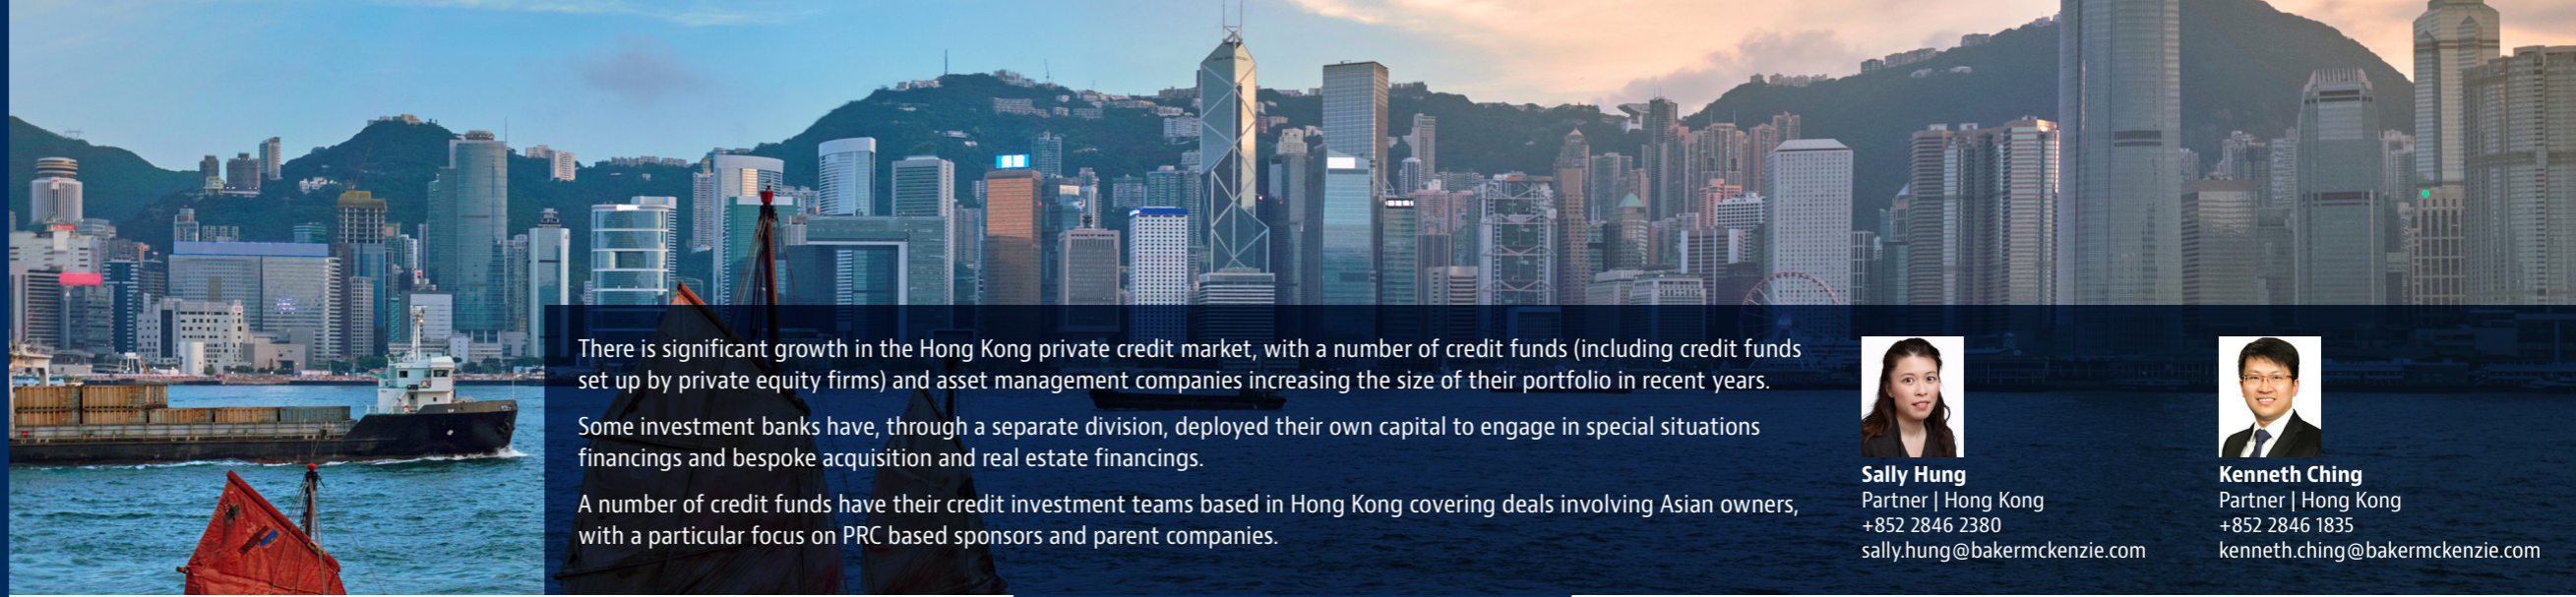 There is significant growth in the Hong Kong private credit market, with a number of credit funds (including credit funds
set up by private equity firms) and asset management companies increasing the size of their portfolio in recent years.
Some investment banks have, through a separate division, deployed their own capital to engage in special situations
financings and bespoke acquisition and real estate financings.
A number of credit funds have their credit investment teams based in Hong Kong covering deals involving Asian owners,
with a particular focus on PRC based sponsors and parent companies.
Sally Hung
Partner | Hong Kong
+852 2846 2380
sally.hung@bakermckenzie.com
Kenneth Ching
Partner | Hong Kong
+852 2846 1835
kenneth.ching@bakermckenzie.com